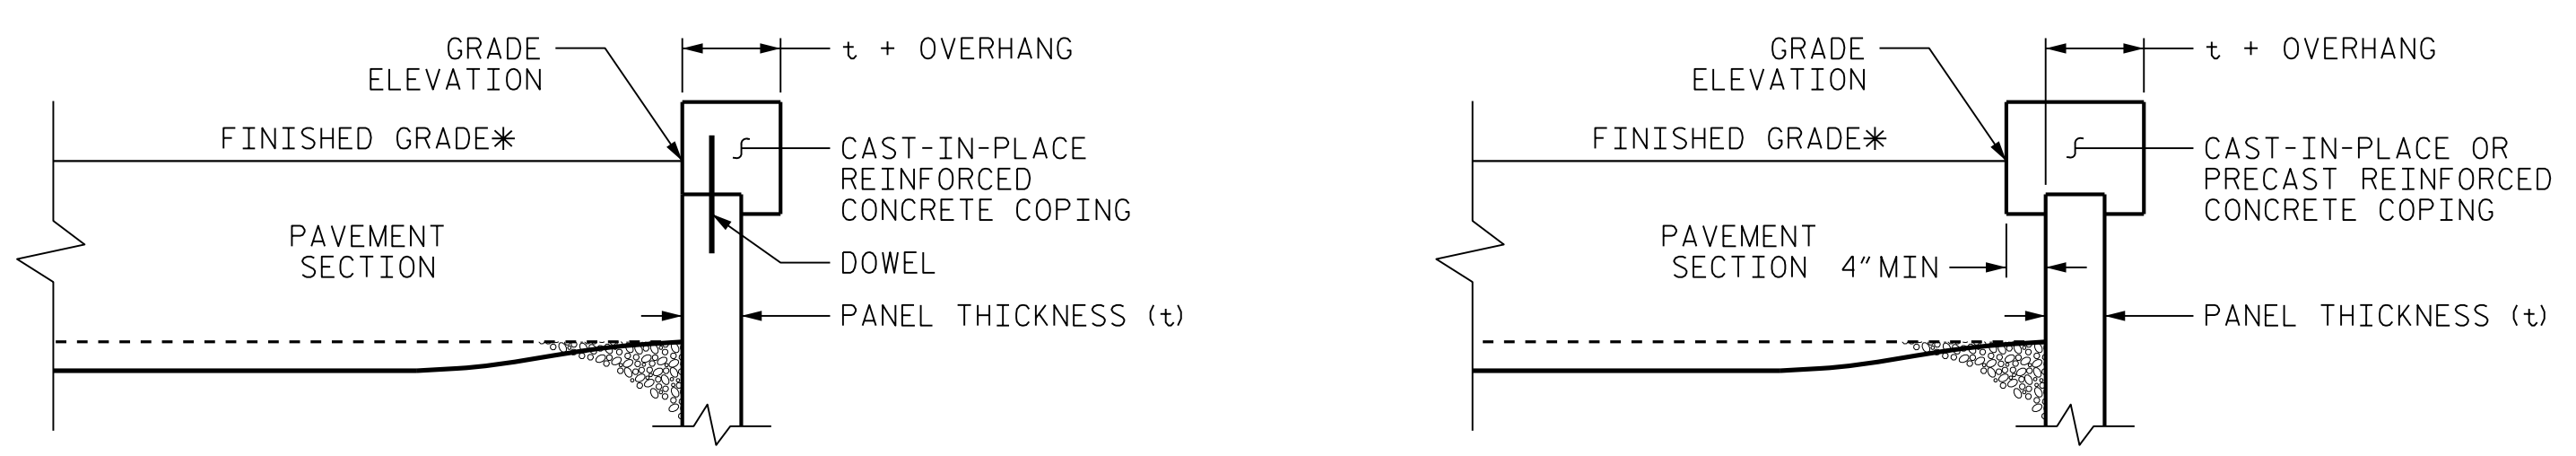 GRADE
ELEVATION
t + OVERHANG
FINISHED GRADE*
CAST-IN-PLACE
REINFORCED
CONCRETE COPING
PAVEMENT
SECTION
DOWEL
PANEL THICKNESS (t)
GRADE
ELEVATION
t + OVERHANG
FINISHED GRADE*
CAST-IN-PLACE OR
PRECAST REINFORCED
CONCRETE COPING
PAVEMENT
SECTION
4" MIN
PANEL THICKNESS (t)